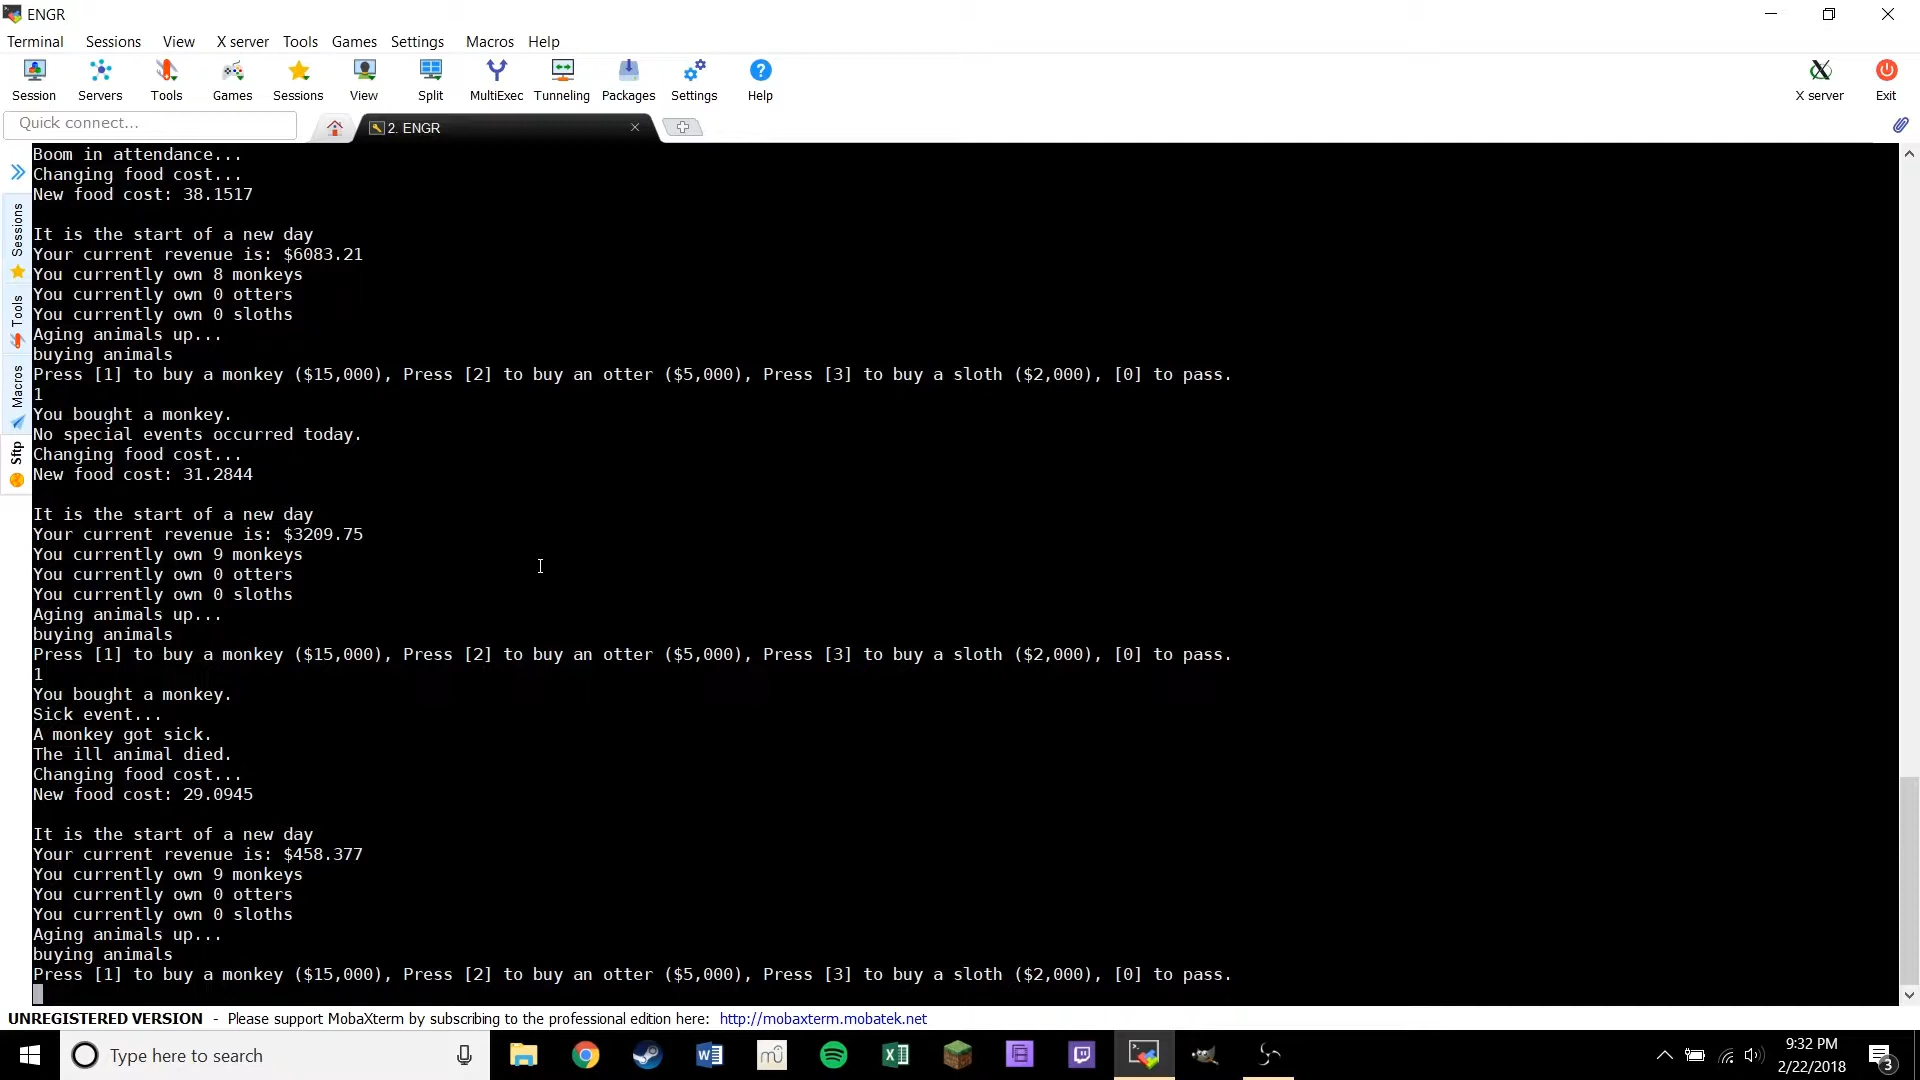 ENGR
Terminal Sessions View X server Tools Games Settings Macros Help
Session Servers Tools Games Sessions View Split MultiExec Tunneling Packages Settings Help X server Exit
Quick connect...
2. ENGR
Sessions
Tools
Macros
Sftp
Boom in attendance...
Changing food cost...
New food cost: 38.1517
It is the start of a new day
Your current revenue is: $6083.21
You currently own 8 monkeys
You currently own 0 otters
You currently own 0 sloths
Aging animals up...
buying animals
Press [1] to buy a monkey ($15,000), Press [2] to buy an otter ($5,000), Press [3] to buy a sloth ($2,000), [0] to pass.
1
You bought a monkey.
No special events occurred today.
Changing food cost...
New food cost: 31.2844
It is the start of a new day
Your current revenue is: $3209.75
You currently own 9 monkeys
You currently own 0 otters
You currently own 0 sloths
Aging animals up...
buying animals
Press [1] to buy a monkey ($15,000), Press [2] to buy an otter ($5,000), Press [3] to buy a sloth ($2,000), [0] to pass.
1
You bought a monkey.
Sick event...
A monkey got sick.
The ill animal died.
Changing food cost...
New food cost: 29.0945
It is the start of a new day
Your current revenue is: $458.377
You currently own 9 monkeys
You currently own 0 otters
You currently own 0 sloths
Aging animals up...
buying animals
Press [1] to buy a monkey ($15,000), Press [2] to buy an otter ($5,000), Press [3] to buy a sloth ($2,000), [0] to pass.
UNREGISTERED VERSION - Please support MobaXterm by subscribing to the professional edition here: http://mobaxterm.mobatek.net
Type here to search
9:32 PM
2/22/2018
3